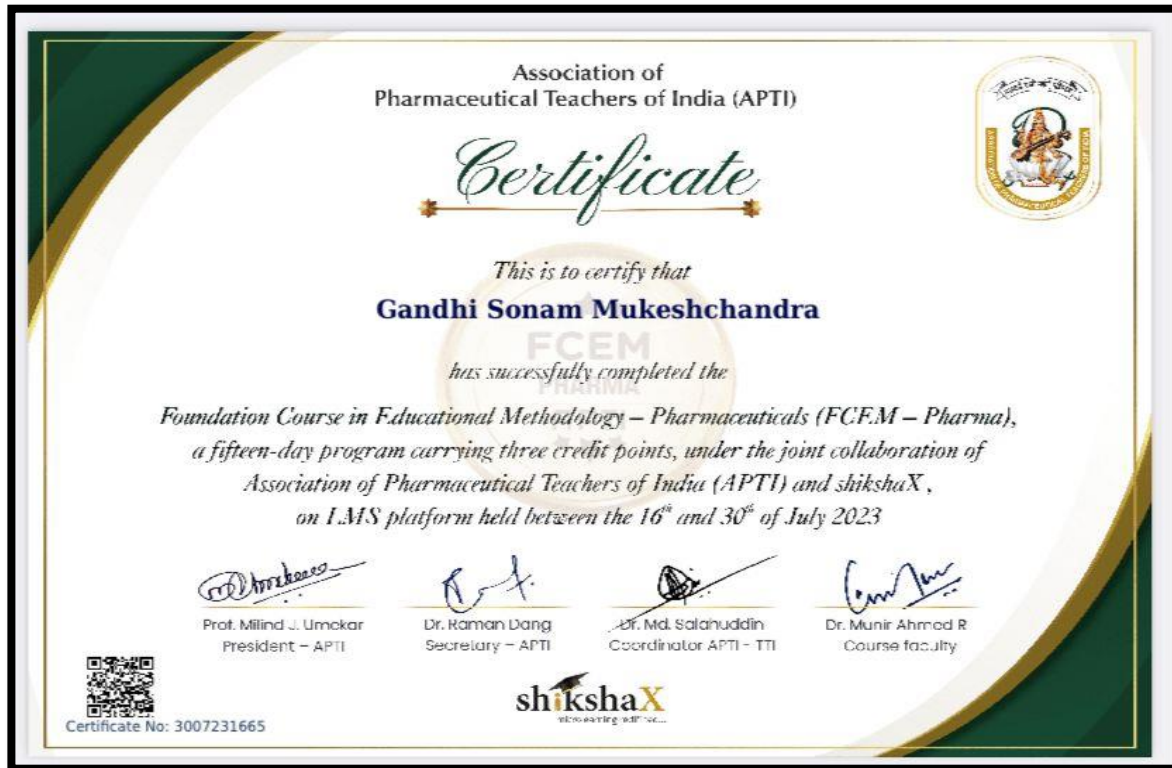 Association of
Pharmaceutical Teachers of India (APTI)
Certificate
This is to certify that
Gandhi Sonam Mukeshchandra
FCEM
PHARMA
has successfully completed the
Foundation Course in Educational Methodology – Pharmaceuticals (FCEM – Pharma),
a fifteen-day program carrying three credit points, under the joint collaboration of
Association of Pharmaceutical Teachers of India (APTI) and shikshaX,
on LMS platform held between the 16th and 30th of July 2023
Prof. Milind J. Umekar
President – APTI
Dr. Raman Dang
Secretary – APTI
Dr. Md. Salahuddin
Coordinator APTI - TTI
Dr. Munir Ahmed R
Course faculty
shikshaX
Certificate No: 3007231665